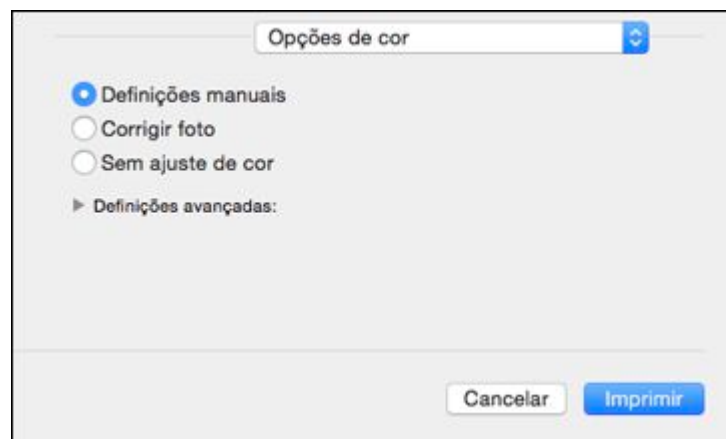 Opções de cor
Definições manuais
Corrigir foto
Sem ajuste de cor
Definições avançadas:
Cancelar
Imprimir